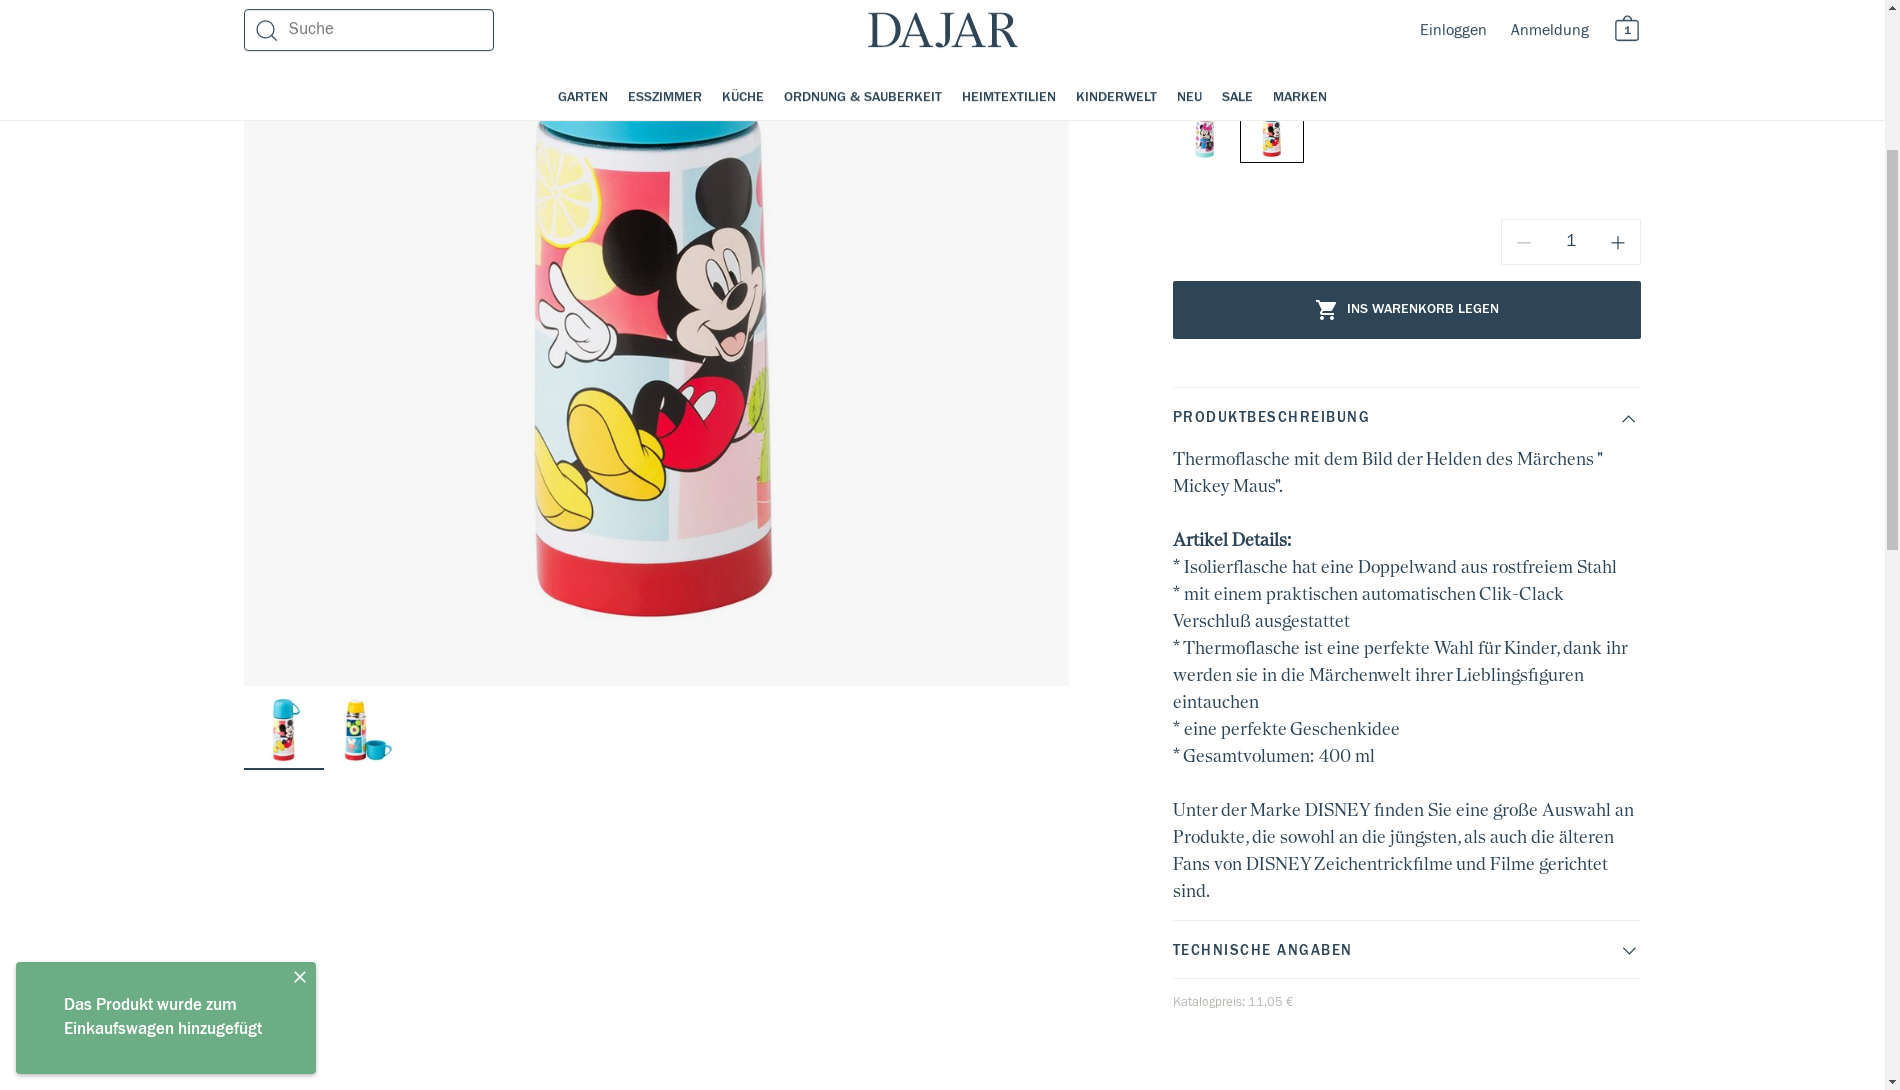 Suche
DAJAR
Einloggen
Anmeldung
1
GARTEN
ESSZIMMER
KÜCHE
ORDNUNG & SAUBERKEIT
HEIMTEXTILIEN
KINDERWELT
NEU
SALE
MARKEN
1
INS WARENKORB LEGEN
PRODUKTBESCHREIBUNG
Thermoflasche mit dem Bild der Helden des Märchens "
Mickey Maus".
Artikel Details:
* Isolierflasche hat eine Doppelwand aus rostfreiem Stahl
* mit einem praktischen automatischen Clik-Clack
Verschluß ausgestattet
* Thermoflasche ist eine perfekte Wahl für Kinder, dank ihr
werden sie in die Märchenwelt ihrer Lieblingsfiguren
eintauchen
* eine perfekte Geschenkidee
* Gesamtvolumen: 400 ml
Unter der Marke DISNEY finden Sie eine große Auswahl an
Produkte, die sowohl an die jüngsten, als auch die älteren
Fans von DISNEY Zeichentrickfilme und Filme gerichtet
sind.
TECHNISCHE ANGABEN
Katalogpreis: 11,05 €
Das Produkt wurde zum
Einkaufswagen hinzugefügt